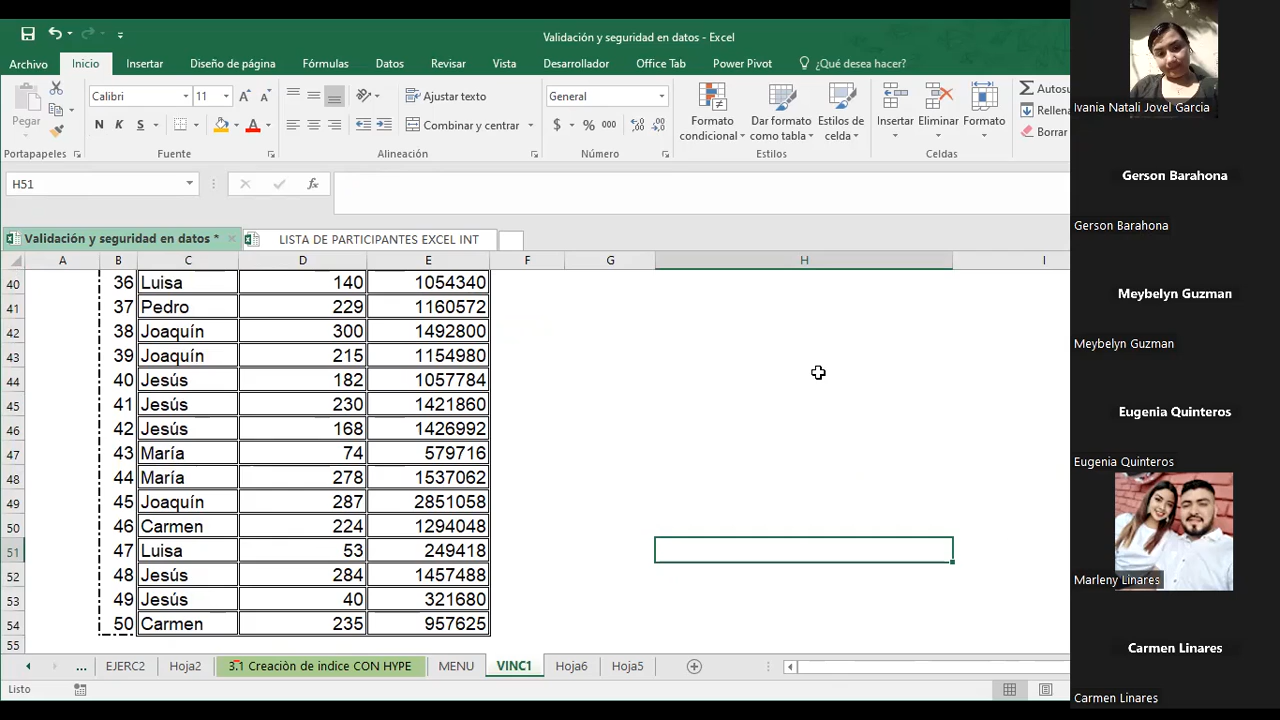 Validación y seguridad en datos - Excel
Archivo Inicio Insertar Diseño de página Fórmulas Datos Revisar Vista Desarrollador Office Tab Power Pivot ¿Qué desea hacer?
Pegar
Calibri 11
N K S
Ajustar texto
Combinar y centrar
General
$ % 000
Formato condicional
Dar formato como tabla
Estilos de celda
Insertar Eliminar Formato
Autosu
Rellena
Borrar
Portapapeles Fuente Alineación Número Estilos Celdas
H51
fx
Validación y seguridad en datos * LISTA DE PARTICIPANTES EXCEL INT
A B C D E F G H I
40 36 Luisa 140 1054340
41 37 Pedro 229 1160572
42 38 Joaquín 300 1492800
43 39 Joaquín 215 1154980
44 40 Jesús 182 1057784
45 41 Jesús 230 1421860
46 42 Jesús 168 1426992
47 43 María 74 579716
48 44 María 278 1537062
49 45 Joaquín 287 2851058
50 46 Carmen 224 1294048
51 47 Luisa 53 249418
52 48 Jesús 284 1457488
53 49 Jesús 40 321680
54 50 Carmen 235 957625
55
... EJERC2 Hoja2 3.1 Creaciòn de indice CON HYPE MENU VINC1 Hoja6 Hoja5
Listo
Ivania Natali Jovel Garcia
Gerson Barahona
Gerson Barahona
Meybelyn Guzman
Meybelyn Guzman
Eugenia Quinteros
Eugenia Quinteros
Marleny Linares
Carmen Linares
Carmen Linares